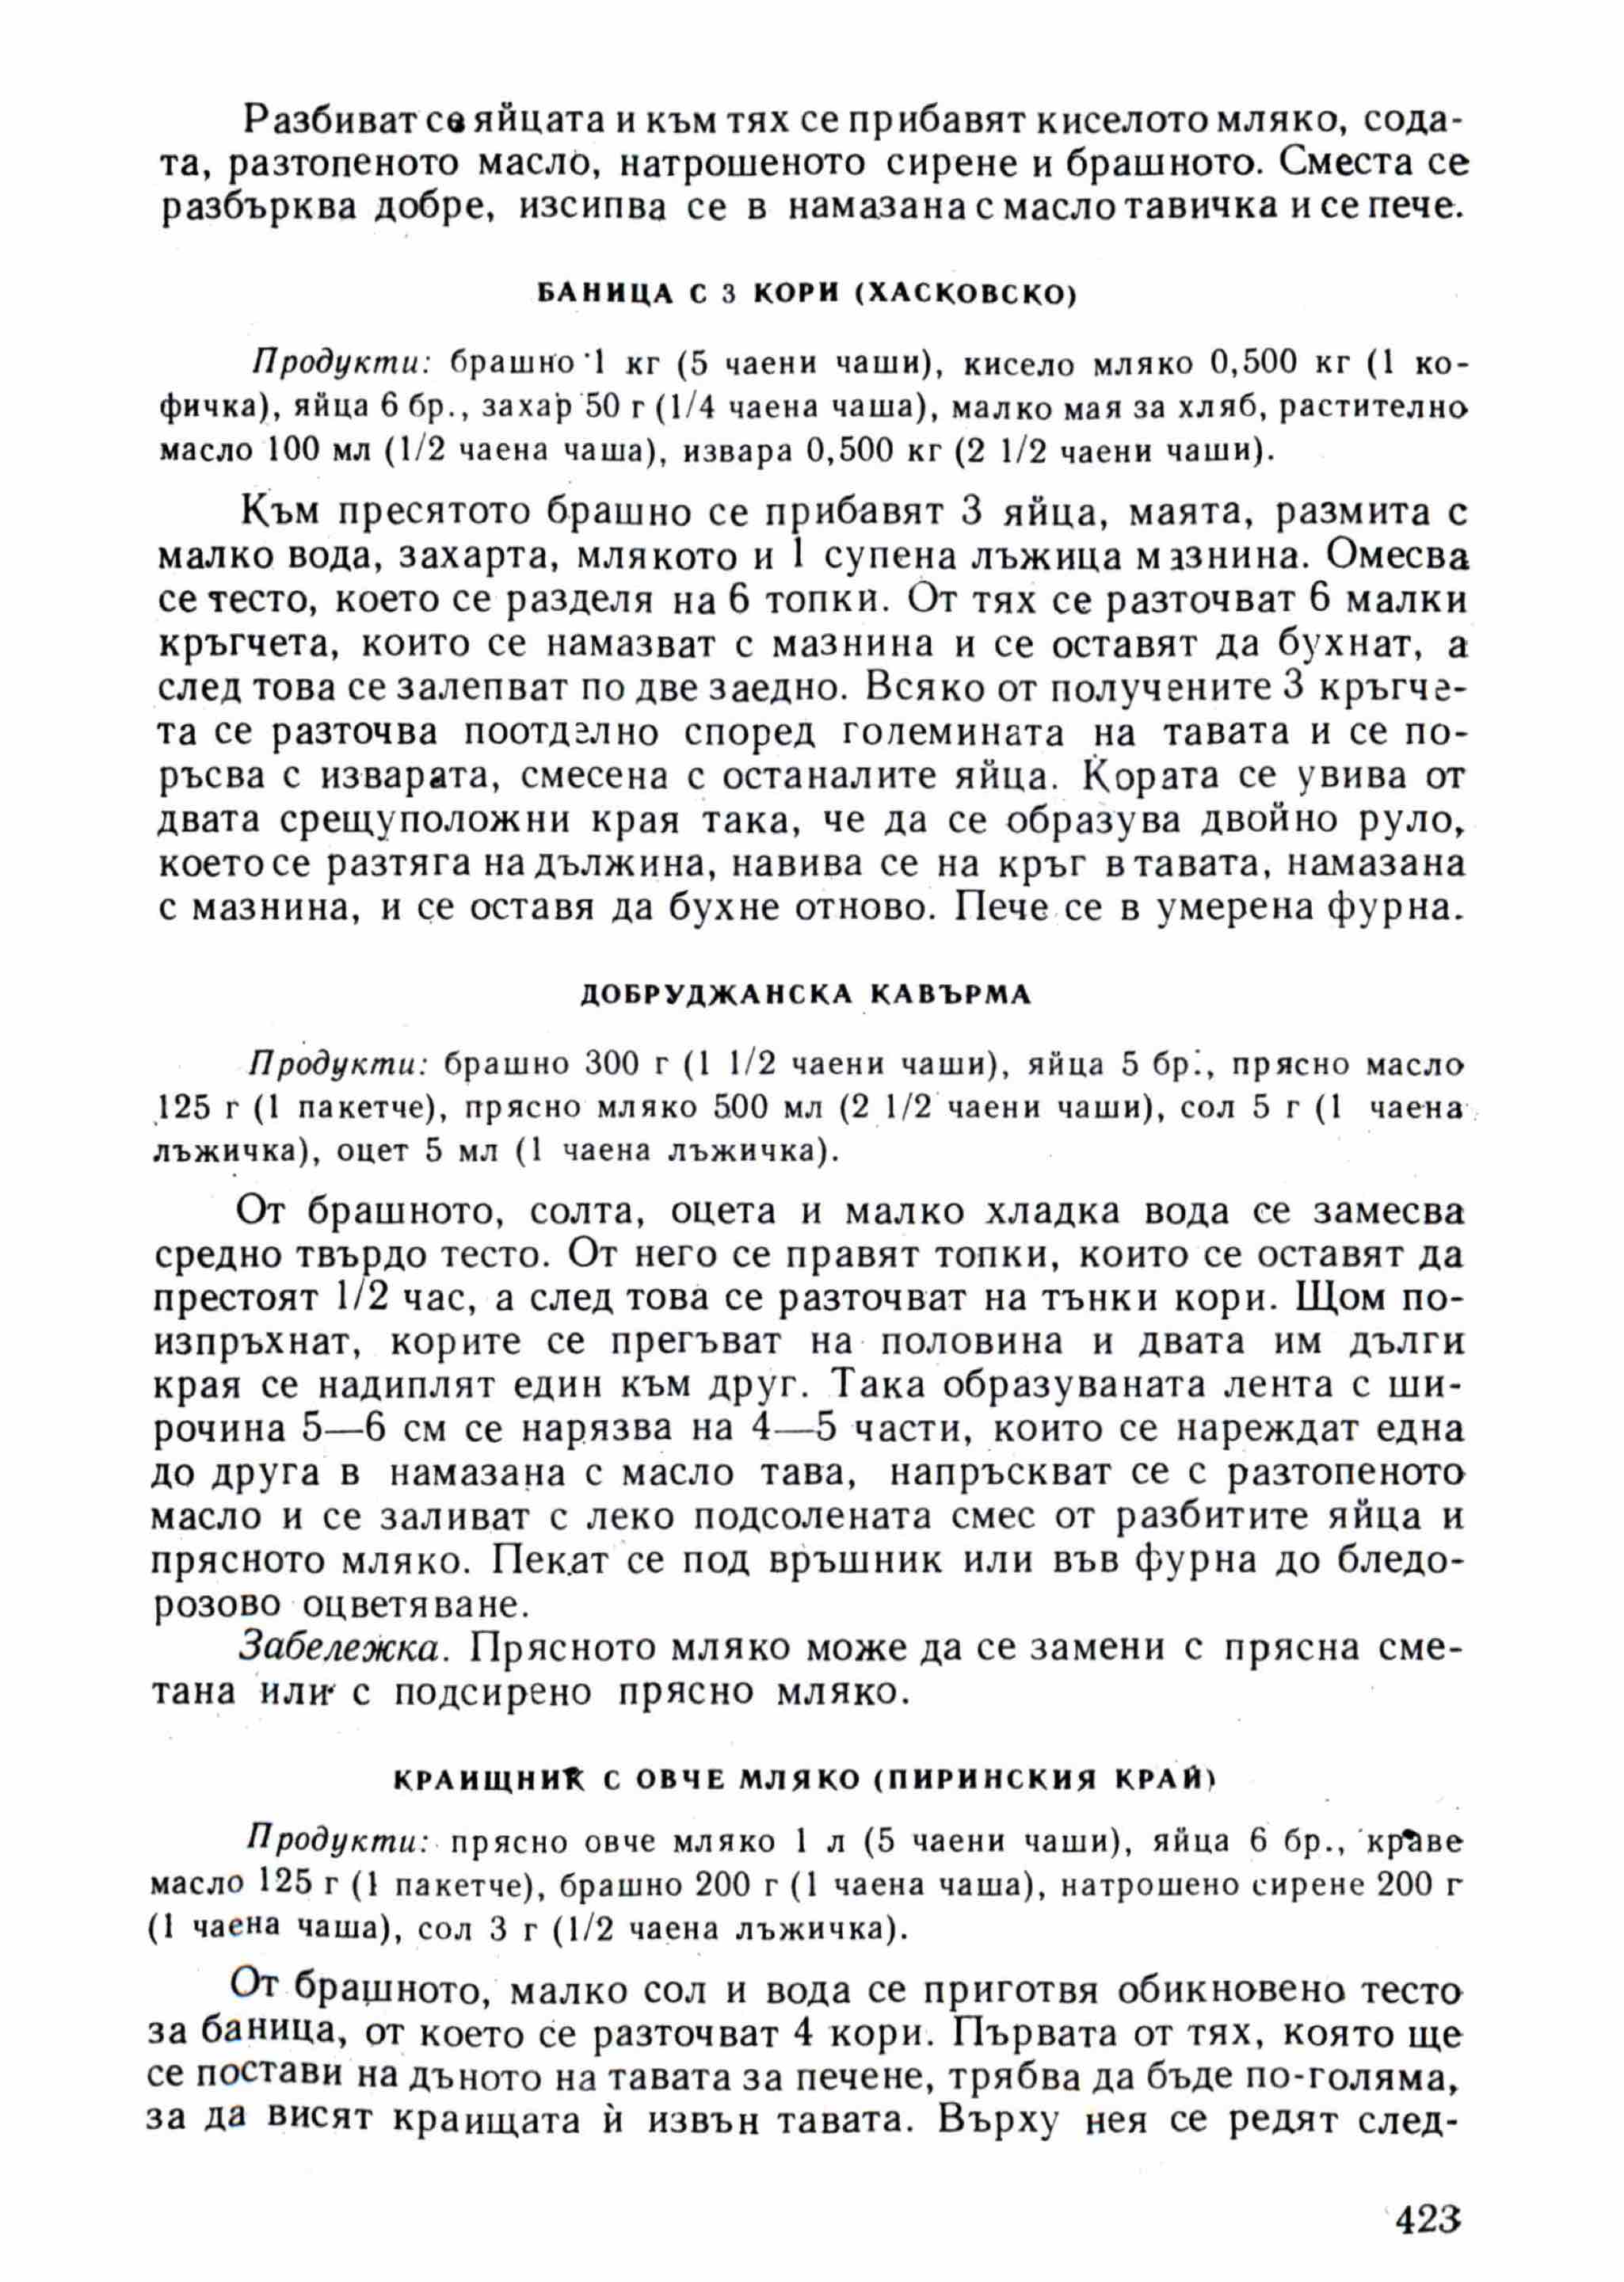 Разбиват се яйцата и към тях се прибавят киселото мляко, сода-
та, разтопеното масло, натрошеното сирене и брашното. Сместа се
разбърква добре, изсипва се в намазана с масло тавичка и се пече.
БАНИЦА С 3 КОРИ (ХАСКОВСКО)
Продукти: брашно 1 кг (5 чаени чаши), кисело мляко 0,500 кг (1 ко-
фичка), яйца 6 бр., захар 50 г (1/4 чаена чаша), малко мая за хляб, растително
масло 100 мл (1/2 чаена чаша), извара 0,500 кг (2 1/2 чаени чаши).
Към пресятото брашно се прибавят 3 яйца, маята, размита с
малко вода, захарта, млякото и 1 супена лъжица мазнина. Омесва
се тесто, което се разделя на 6 топки. От тях се разточват 6 малки
кръгчета, които се намазват с мазнина и се оставят да бухнат, а
след това се залепват по две заедно. Всяко от получените 3 кръгче-
та се разточва поотделно според големината на тавата и се по-
ръсва с изварата, смесена с останалите яйца. Кората се увива от
двата срещуположни края така, че да се образува двойно руло,
което се разтяга на дължина, навива се на кръг в тавата, намазана
с мазнина, и се оставя да бухне отново. Пече се в умерена фурна.
ДОБРУДЖАНСКА КАВЪРМА
Продукти: брашно 300 г (1 1/2 чаени чаши), яйца 5 бр., прясно масло
125 г (1 пакетче), прясно мляко 500 мл (2 1/2 чаени чаши), сол 5 г (1 чаена
лъжичка), оцет 5 мл (1 чаена лъжичка).
От брашното, солта, оцета и малко хладка вода се замесва
средно твърдо тесто. От него се правят топки, които се оставят да
престоят 1/2 час, а след това се разточват на тънки кори. Щом по-
изпръхнат, корите се прегъват на половина и двата им дълги
края се надиплят един към друг. Така образуваната лента с ши-
рочина 5—6 см се нарязва на 4—5 части, които се нареждат една
до друга в намазана с масло тава, напръскват се с разтопеното
масло и се заливат с леко подсолената смес от разбитите яйца и
прясното мляко. Пекат се под връшник или във фурна до бледо-
розово оцветяване.
Забележка. Прясното мляко може да се замени с прясна сме-
тана или с подсирено прясно мляко.
КРАИЩНИК С ОВЧЕ МЛЯКО (ПИРИНСКИЯ КРАЙ)
Продукти: прясно овче мляко 1 л (5 чаени чаши), яйца 6 бр., краве
масло 125 г (1 пакетче), брашно 200 г (1 чаена чаша), натрошено сирене 200 г
(1 чаена чаша), сол 3 г (1/2 чаена лъжичка).
От брашното, малко сол и вода се приготвя обикновено тесто
за баница, от което се разточват 4 кори. Първата от тях, която ще
се постави на дъното на тавата за печене, трябва да бъде по-голяма,
за да висят краищата ѝ извън тавата. Върху нея се редят след-
423